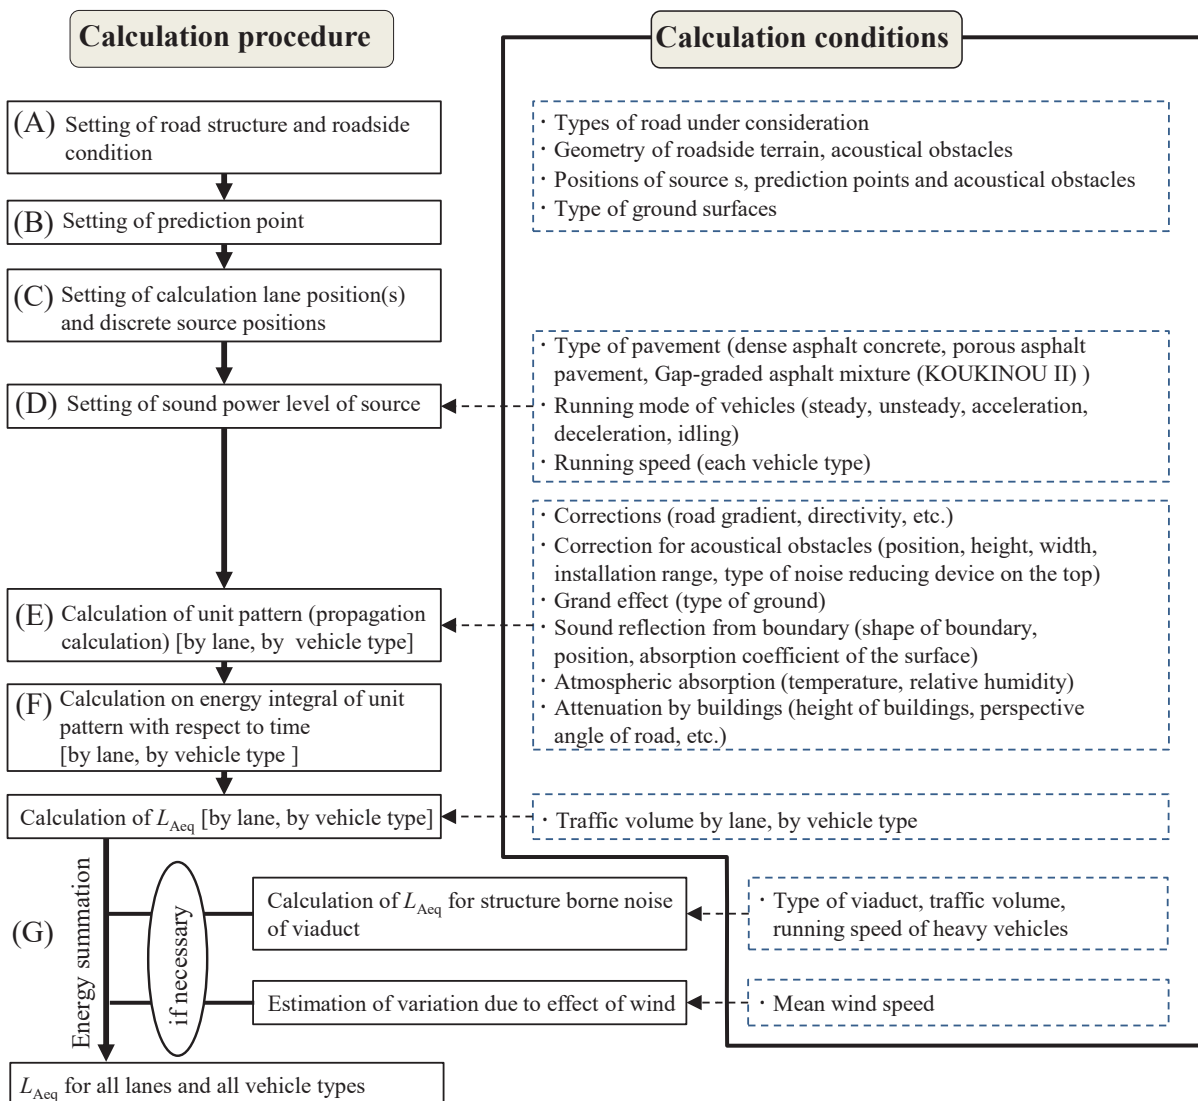 Calculation procedure
Calculation conditions
(A) Setting of road structure and roadside
condition
(B) Setting of prediction point
(C) Setting of calculation lane position(s)
and discrete source positions
(D) Setting of sound power level of source
(E) Calculation of unit pattern (propagation
calculation) [by lane, by vehicle type]
(F) Calculation on energy integral of unit
pattern with respect to time
[by lane, by vehicle type ]
Calculation of LAeq [by lane, by vehicle type]
・Types of road under consideration
・Geometry of roadside terrain, acoustical obstacles
・Positions of source s, prediction points and acoustical obstacles
・Type of ground surfaces
・Type of pavement (dense asphalt concrete, porous asphalt
pavement, Gap-graded asphalt mixture (KOUKINOU II) )
・Running mode of vehicles (steady, unsteady, acceleration,
deceleration, idling)
・Running speed (each vehicle type)
・Corrections (road gradient, directivity, etc.)
・Correction for acoustical obstacles (position, height, width,
installation range, type of noise reducing device on the top)
・Grand effect (type of ground)
・Sound reflection from boundary (shape of boundary,
position, absorption coefficient of the surface)
・Atmospheric absorption (temperature, relative humidity)
・Attenuation by buildings (height of buildings, perspective
angle of road, etc.)
・Traffic volume by lane, by vehicle type
(G)
Energy summation
if necessary
Calculation of LAeq for structure borne noise
of viaduct
・Type of viaduct, traffic volume,
running speed of heavy vehicles
Estimation of variation due to effect of wind
・Mean wind speed
LAeq for all lanes and all vehicle types